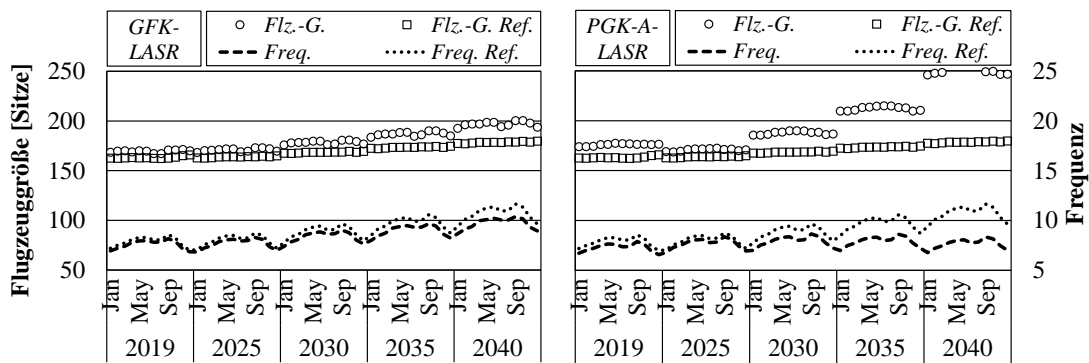 GFK-
LASR
Flz.-G.
Flz.-G. Ref.
Freq.
Freq. Ref.
PGK-A-
LASR
Flz.-G.
Flz.-G. Ref.
Freq.
Freq. Ref.
Flugzeuggröße [Sitze]
250
200
150
100
50
25
20
15
10
5
Frequenz
Jan May Sep Jan May Sep Jan May Sep Jan May Sep Jan May Sep
2019 2025 2030 2035 2040
Jan May Sep Jan May Sep Jan May Sep Jan May Sep Jan May Sep
2019 2025 2030 2035 2040